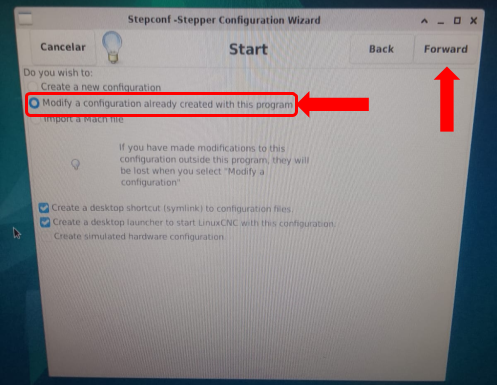 Stepconf -Stepper Configuration Wizard
Cancelar
Start
Back
Forward
Do you wish to:
Create a new configuration
Modify a configuration already created with this program
Import a Mach file
If you have made modifications to this
configuration outside this program, they will
be lost when you select "Modify a
configuration"
Create a desktop shortcut (symlink) to configuration files.
Create a desktop launcher to start LinuxCNC with this configuration.
Create simulated hardware configuration.